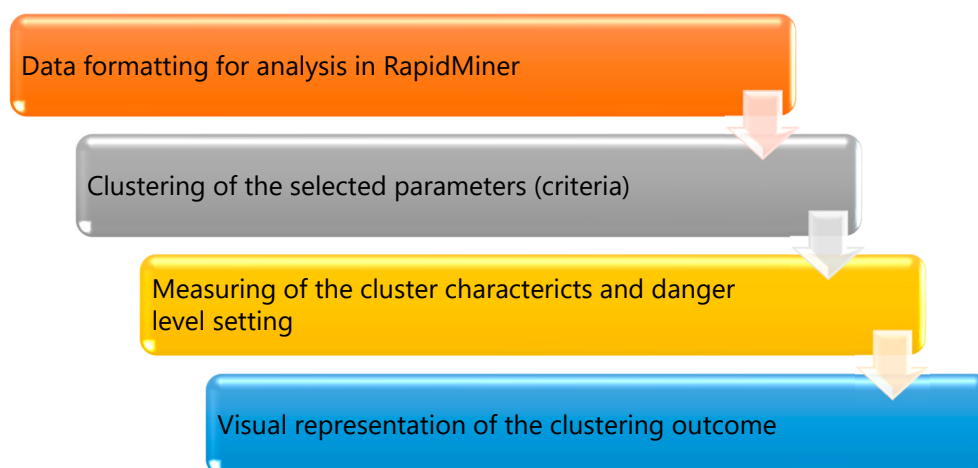 Data formatting for analysis in RapidMiner
Clustering of the selected parameters (criteria)
Measuring of the cluster charactericts and danger
level setting
Visual representation of the clustering outcome